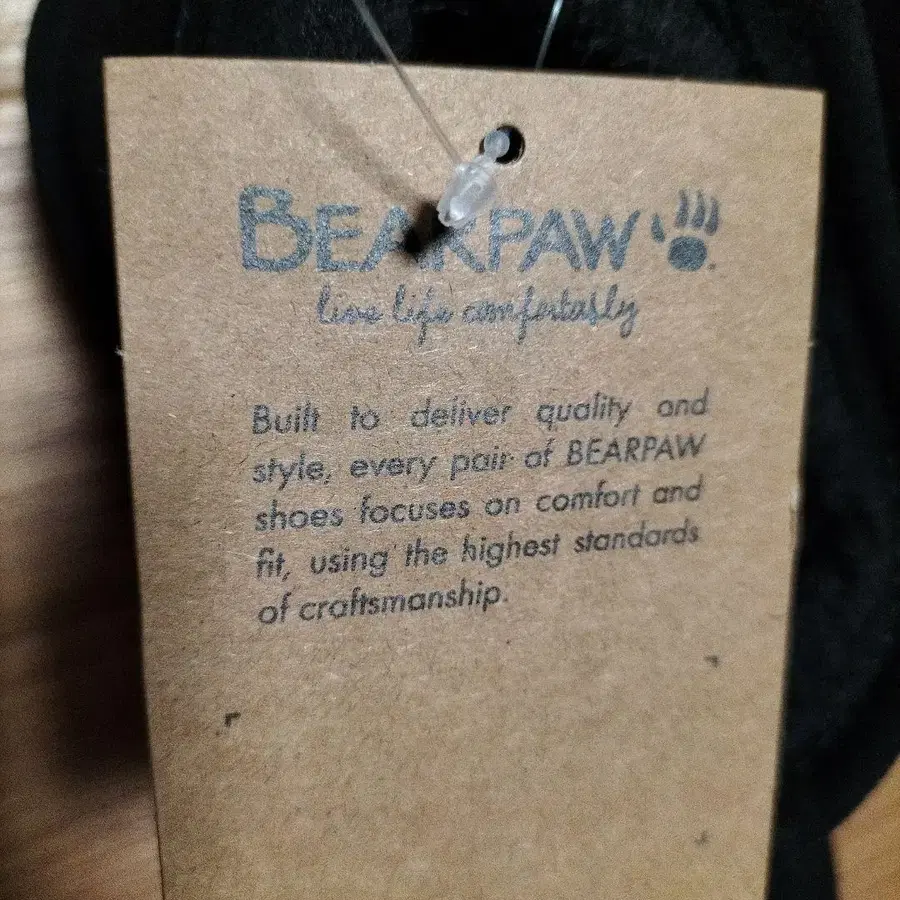 BEARPAW
live life comfortably
Built to deliver quality and
style, every pair of BEARPAW
shoes focuses on comfort and
fit, using the highest standards
of craftsmanship.